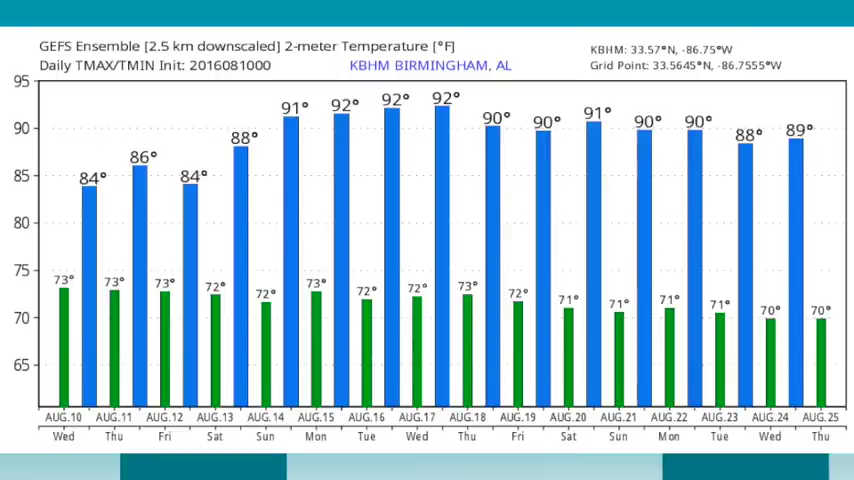 GEFS Ensemble [2.5 km downscaled] 2-meter Temperature [°F]
KBHM: 33.57°N, -86.75°W
Daily TMAX/TMIN Init: 2016081000 KBHM BIRMINGHAM, AL
Grid Point: 33.5645°N, -86.7555°W
95
90
85
80
75
70
65
84° 86° 84° 88° 91° 92° 92° 92° 90° 90° 91° 90° 90° 88° 89°
73° 73° 73° 72° 72° 73° 72° 72° 73° 72° 71° 71° 71° 71° 70° 70°
AUG.10 AUG.11 AUG.12 AUG.13 AUG.14 AUG.15 AUG.16 AUG.17 AUG.18 AUG.19 AUG.20 AUG.21 AUG.22 AUG.23 AUG.24 AUG.25
Wed Thu Fri Sat Sun Mon Tue Wed Thu Fri Sat Sun Mon Tue Wed Thu